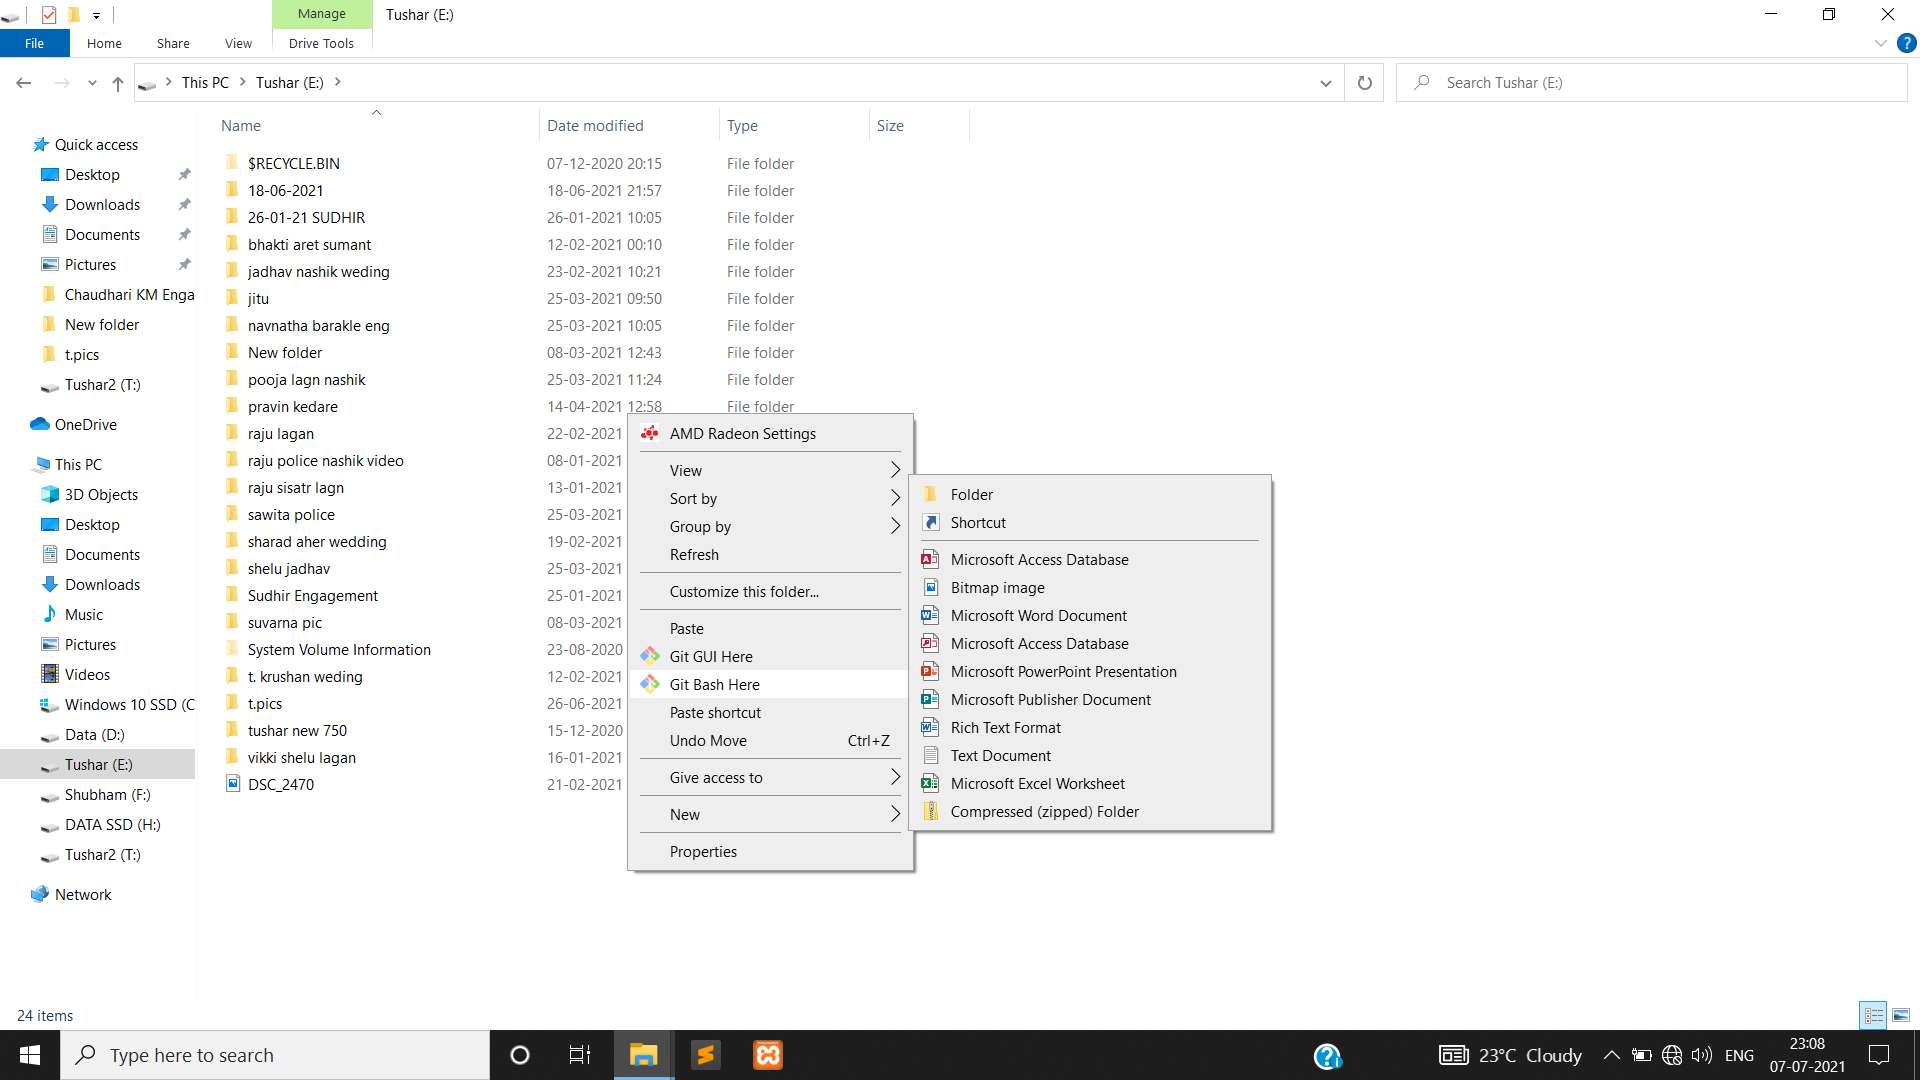 Manage
Tushar (E:)
File
Home
Share
View
Drive Tools
This PC
Tushar (E:)
Search Tushar (E:)
Name
Date modified
Type
Size
Quick access
Desktop
Downloads
Documents
Pictures
Chaudhari KM Enga
New folder
t.pics
Tushar2 (T:)
OneDrive
This PC
3D Objects
Desktop
Documents
Downloads
Music
Pictures
Videos
Windows 10 SSD (C
Data (D:)
Tushar (E:)
Shubham (F:)
DATA SSD (H:)
Tushar2 (T:)
Network
$RECYCLE.BIN 07-12-2020 20:15 File folder
18-06-2021 18-06-2021 21:57 File folder
26-01-21 SUDHIR 26-01-2021 10:05 File folder
bhakti aret sumant 12-02-2021 00:10 File folder
jadhav nashik weding 23-02-2021 10:21 File folder
jitu 25-03-2021 09:50 File folder
navnatha barakle eng 25-03-2021 10:05 File folder
New folder 08-03-2021 12:43 File folder
pooja lagn nashik 25-03-2021 11:24 File folder
pravin kedare 14-04-2021 12:58 File folder
raju lagan 22-02-2021
raju police nashik video 08-01-2021
raju sisatr lagn 13-01-2021
sawita police 25-03-2021
sharad aher wedding 19-02-2021
shelu jadhav 25-03-2021
Sudhir Engagement 25-01-2021
suvarna pic 08-03-2021
System Volume Information 23-08-2020
t. krushan weding 12-02-2021
t.pics 26-06-2021
tushar new 750 15-12-2020
vikki shelu lagan 16-01-2021
DSC_2470 21-02-2021
AMD Radeon Settings
View
Sort by
Group by
Refresh
Customize this folder...
Paste
Git GUI Here
Git Bash Here
Paste shortcut
Undo Move Ctrl+Z
Give access to
New
Properties
Folder
Shortcut
Microsoft Access Database
Bitmap image
Microsoft Word Document
Microsoft Access Database
Microsoft PowerPoint Presentation
Microsoft Publisher Document
Rich Text Format
Text Document
Microsoft Excel Worksheet
Compressed (zipped) Folder
24 items
Type here to search
23°C Cloudy
ENG
23:08
07-07-2021